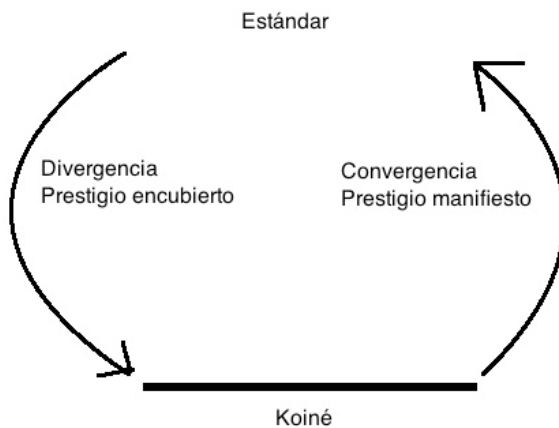 Estándar
Divergencia
Prestigio encubierto
Convergencia
Prestigio manifiesto
Koiné